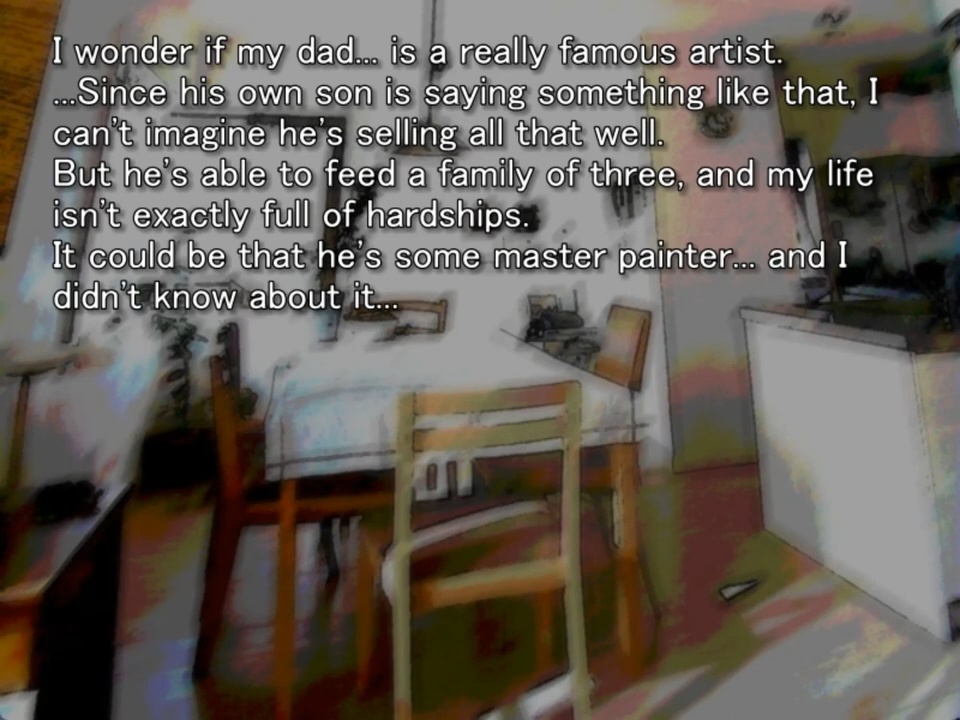 I wonder if my dad... is a really famous artist.
...Since his own son is saying something like that, I
can't imagine he's selling all that well.
But he's able to feed a family of three, and my life
isn't exactly full of hardships.
It could be that he's some master painter... and I
didn't know about it...